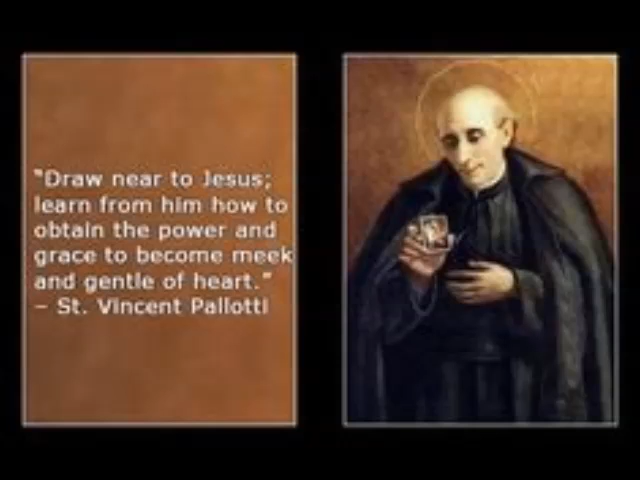 "Draw near to Jesus;
learn from him how to
obtain the power and
grace to become meek
and gentle of heart."
– St. Vincent Pallotti